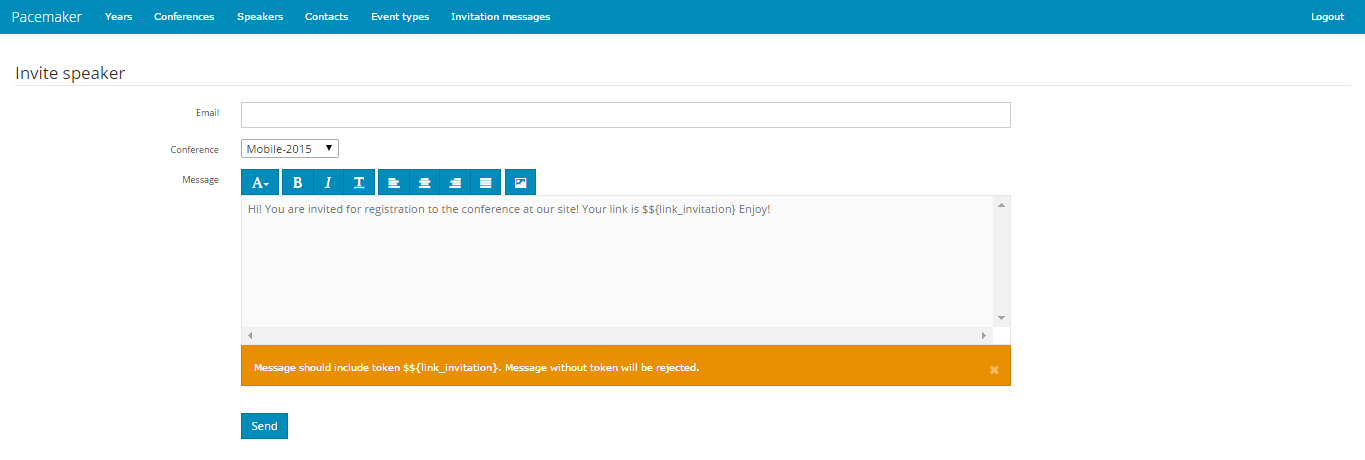 Pacemaker Years Conferences Speakers Contacts Event types Invitation messages Logout
Invite speaker
Email
Conference Mobile-2015
Message A B I T
Hi! You are invited for registration to the conference at our site! Your link is $${link_invitation} Enjoy!
Message should include token $${link_invitation}. Message without token will be rejected.
Send